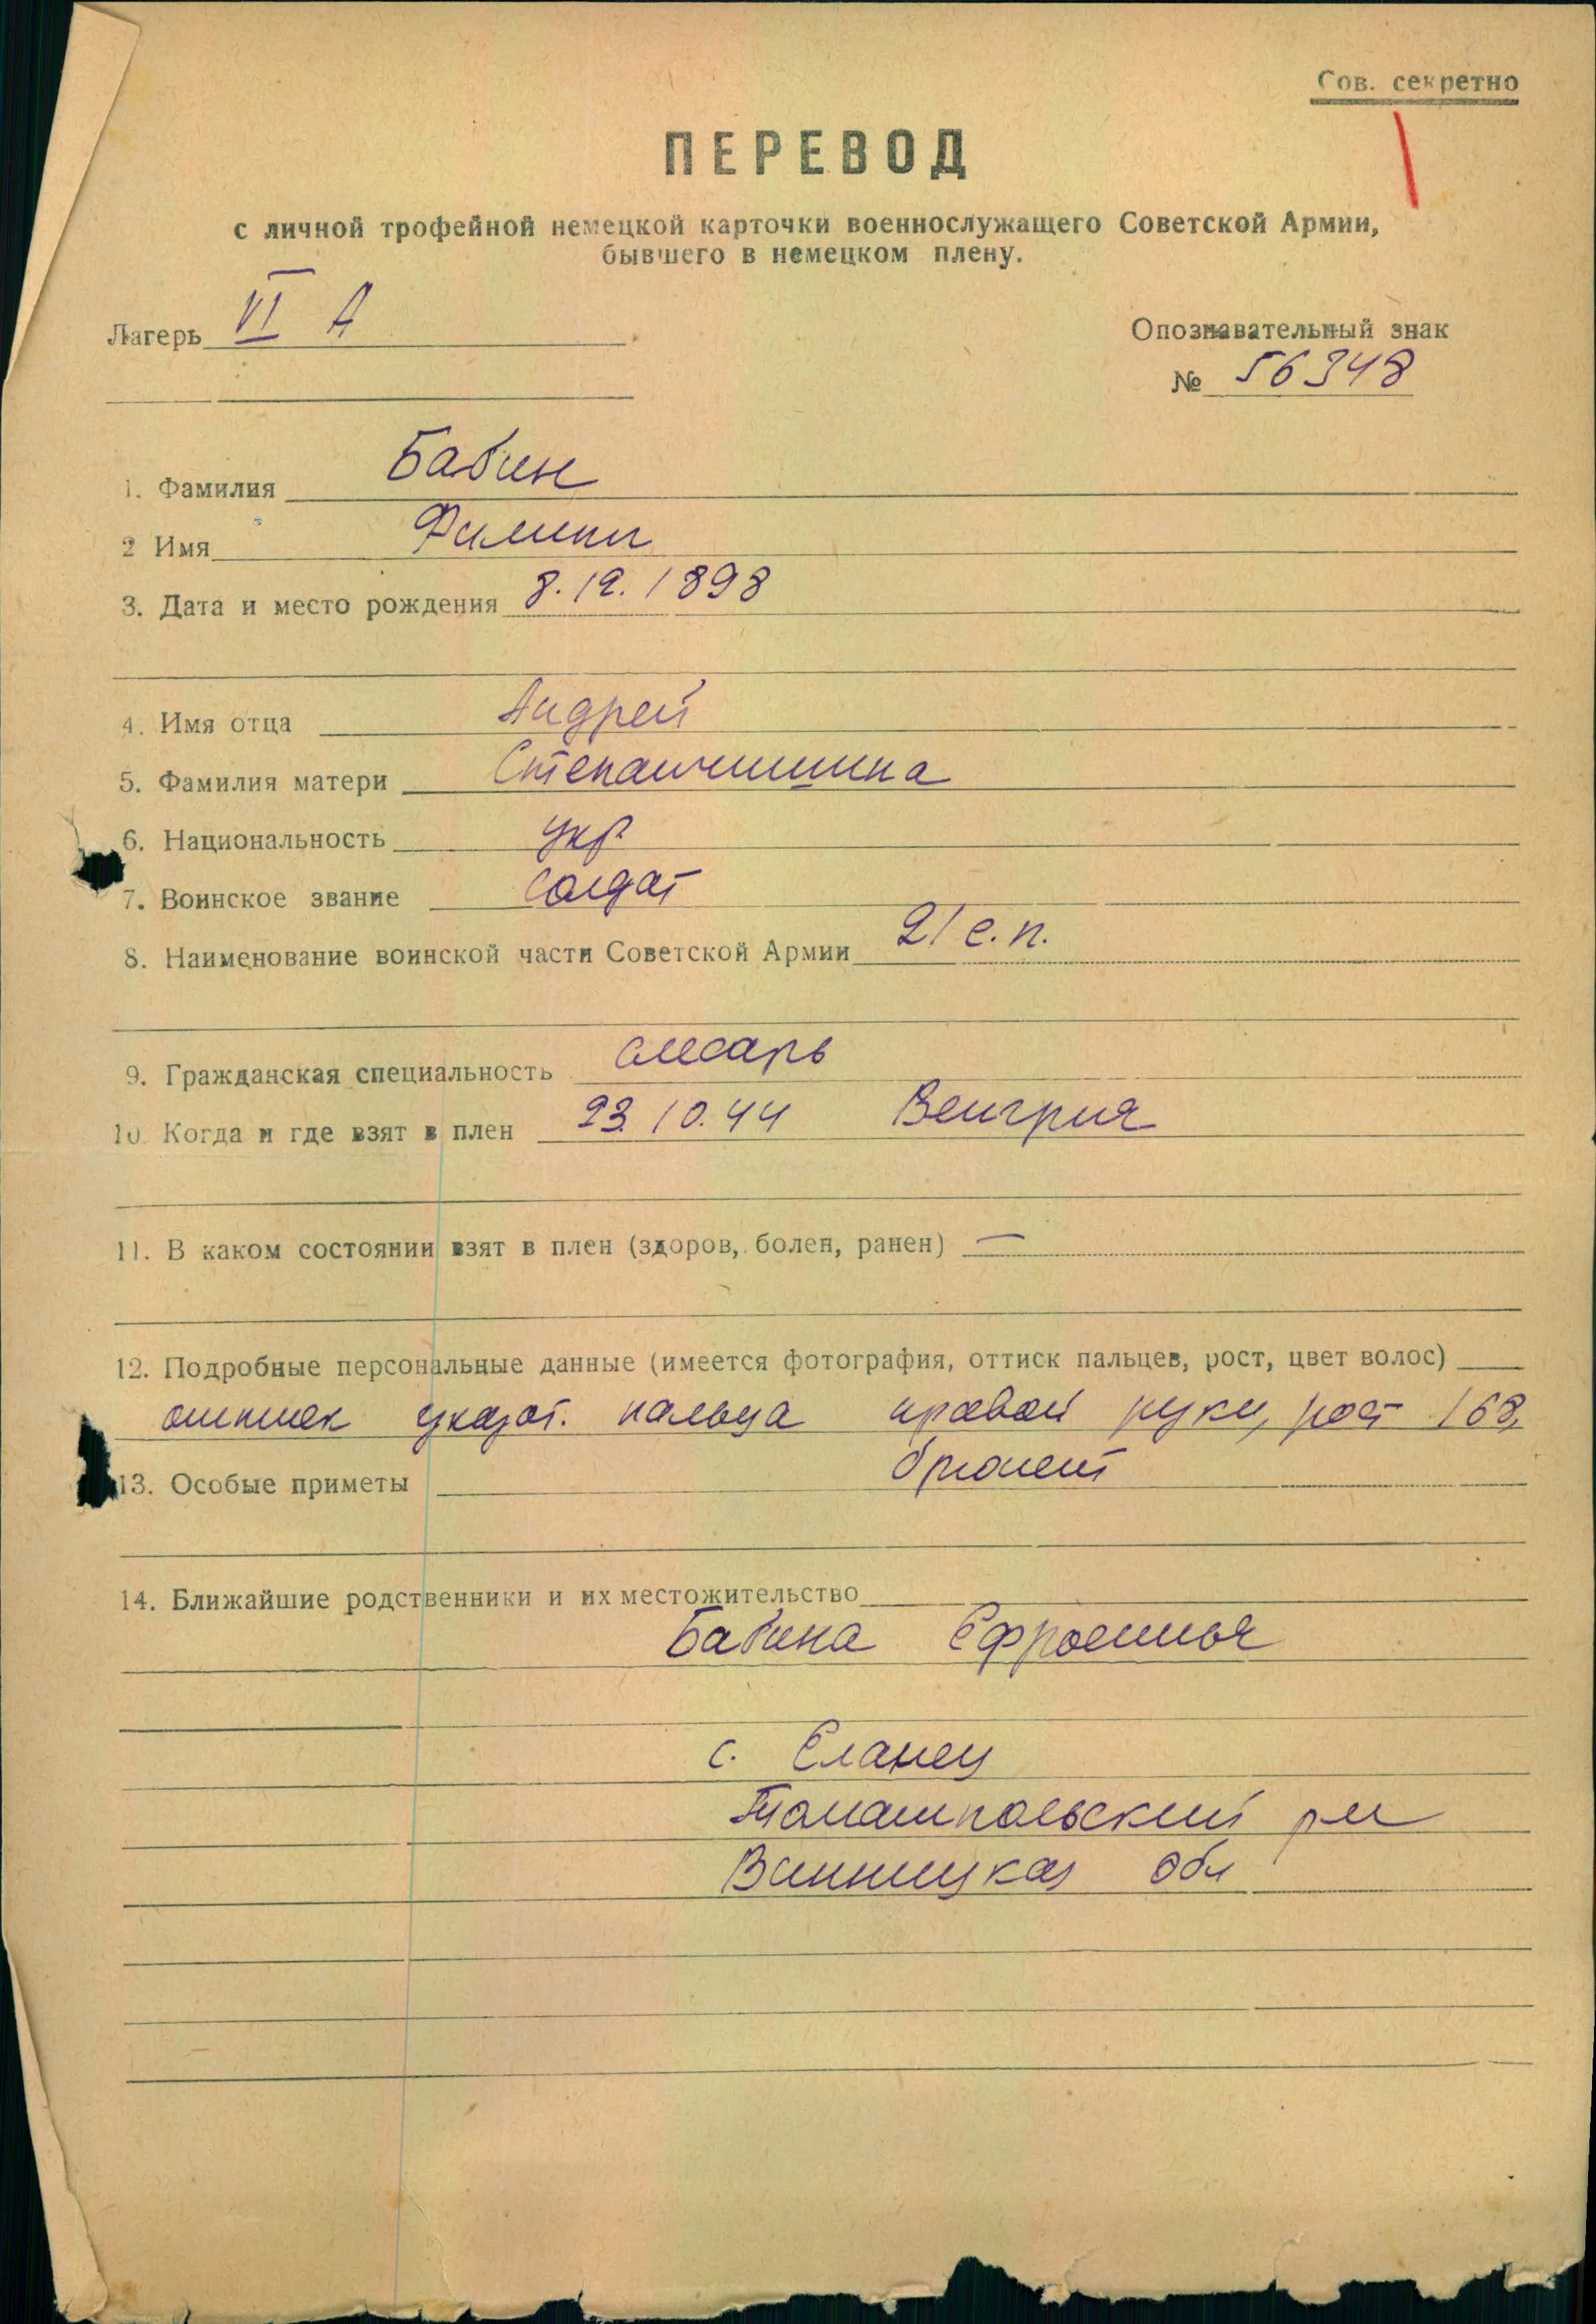 Сов. секретно
ПЕРЕВОД
с личной трофейной немецкой карточки военнослужащего Советской Армии,
бывшего в немецком плену.
Лагерь VI А
Опознавательный знак
№ 56348
1. Фамилия Бабин
2 Имя Филипп
3. Дата и место рождения 8.12.1898
4. Имя отца Андрей
5. Фамилия матери Степанчишина
6. Национальность укр.
7. Воинское звание солдат
8. Наименование воинской части Советской Армии 21 с.п.
9. Гражданская специальность слесарь
10. Когда и где взят в плен 23.10.44 Венгрия
11. В каком состоянии взят в плен (здоров, болен, ранен) —
12. Подробные персональные данные (имеется фотография, оттиск пальцев, рост, цвет волос)
оттиск указат. пальца правой руки, рост 168,
брюнет
13. Особые приметы
14. Ближайшие родственники и их местожительство
Бабина Ефросинья
с. Еланец
Томашпольский р-н
Винницкая обл